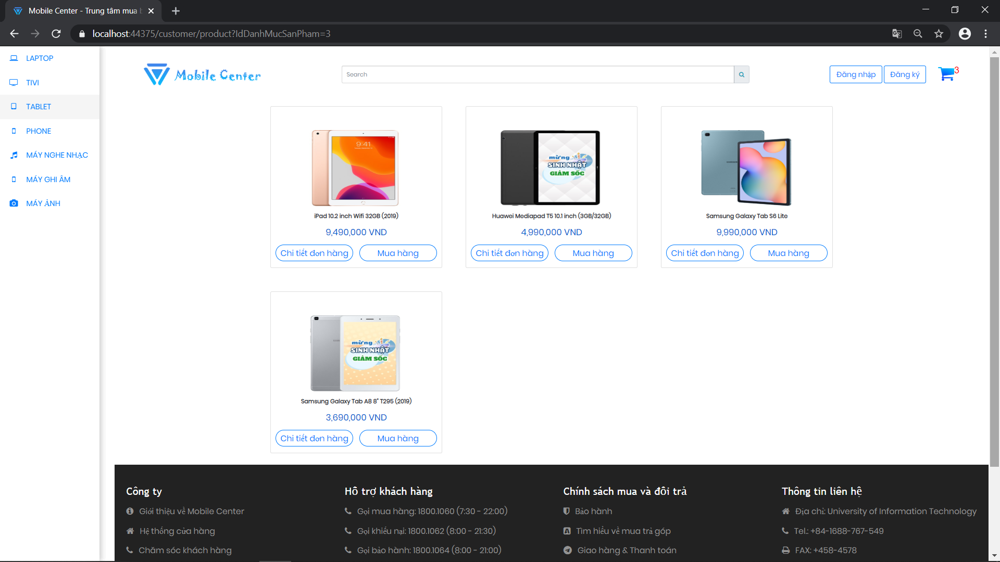 Mobile Center - Trung tâm mua b
localhost:44375/customer/product?IdDanhMucSanPham=3
LAPTOP
TIVI
TABLET
PHONE
MÁY NGHE NHẠC
MÁY GHI ÂM
MÁY ẢNH
Mobile Center
Search
Đăng nhập
Đăng ký
3
9:41
iPad 10.2 inch Wifi 32GB (2019)
9,490,000 VND
Chi tiết đơn hàng
Mua hàng
mừng
SINH NHẬT
GIẢM SỐC
Huawei Mediapad T5 10.1 inch (3GB/32GB)
4,990,000 VND
Chi tiết đơn hàng
Mua hàng
Samsung Galaxy Tab S6 Lite
9,990,000 VND
Chi tiết đơn hàng
Mua hàng
mừng
SINH NHẬT
GIẢM SỐC
Samsung Galaxy Tab A8 8" T295 (2019)
3,690,000 VND
Chi tiết đơn hàng
Mua hàng
Công ty
Giới thiệu về Mobile Center
Hệ thống cửa hàng
Chăm sóc khách hàng
Hỗ trợ khách hàng
Gọi mua hàng: 1800.1060 (7:30 - 22:00)
Gọi khiếu nại: 1800.1062 (8:00 - 21:30)
Gọi bảo hành: 1800.1064 (8:00 - 21:00)
Chính sách mua và đổi trả
Bảo hành
Tìm hiểu về mua trả góp
Giao hàng & Thanh toán
Thông tin liên hệ
Địa chỉ: University of Information Technology
Tel.: +84-1688-767-549
FAX: +458-4578